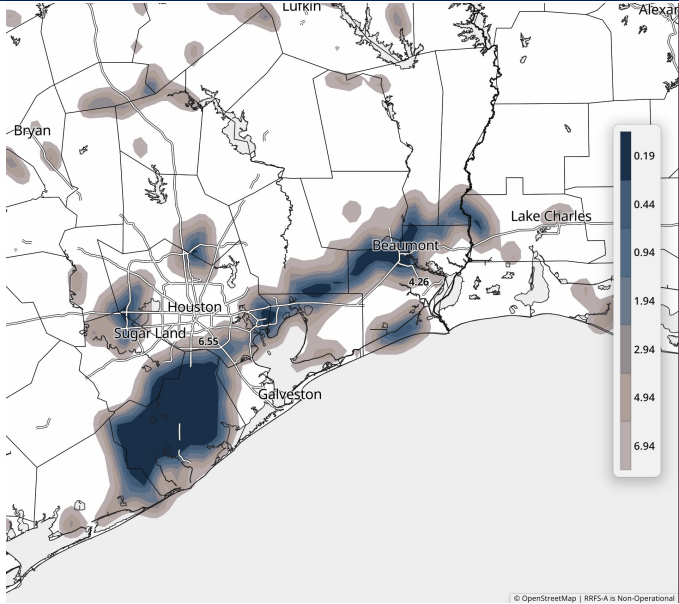 Lufkin
Alexan
Bryan
0.19
0.44
Lake Charles
Beaumont
0.94
4.26
1.94
Houston
Sugar Land
6.55
2.94
Galveston
4.94
6.94
© OpenStreetMap | RRFS-A is Non-Operational